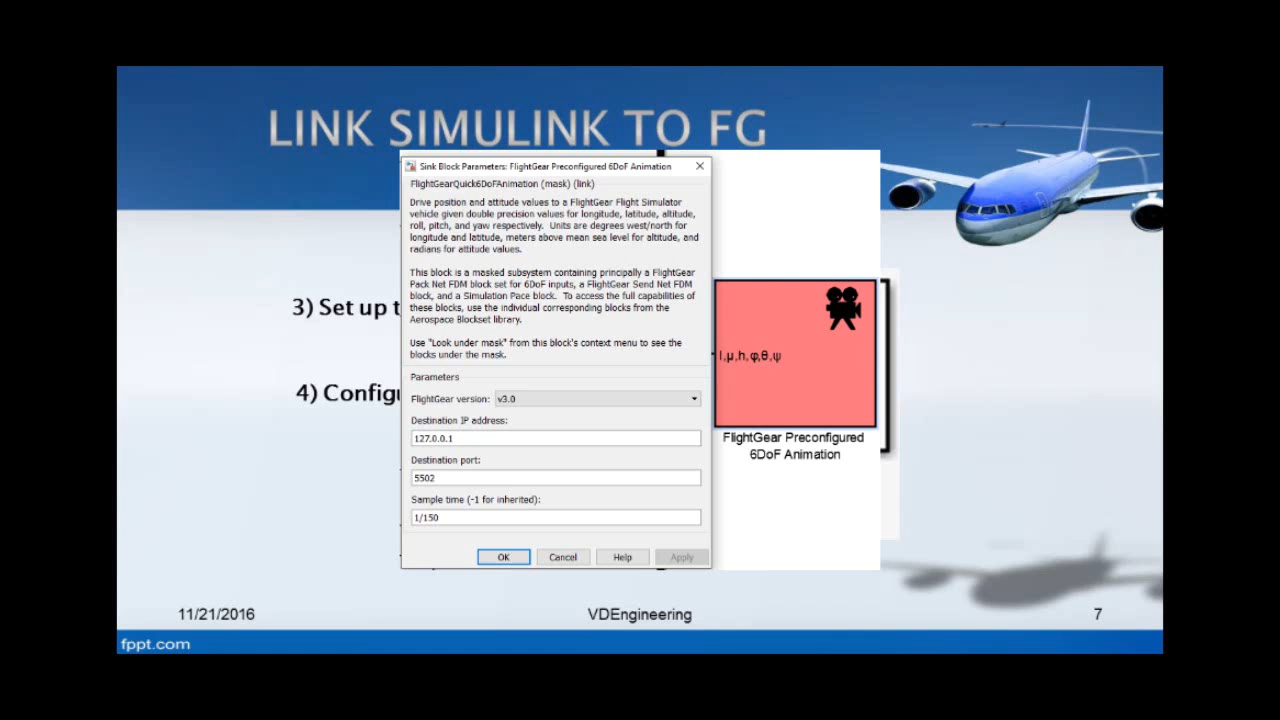 LINK SIMULINK TO FG
Sink Block Parameters: FlightGear Preconfigured 6DoF Animation
FlightGearQuick6DoFAnimation (mask) (link)
Drive position and attitude values to a FlightGear Flight Simulator
vehicle given double precision values for longitude, latitude, altitude,
roll, pitch, and yaw respectively. Units are degrees west/north for
longitude and latitude, meters above mean sea level for altitude, and
radians for attitude values.
This block is a masked subsystem containing principally a FlightGear
Pack Net FDM block set for 6DoF inputs, a FlightGear Send Net FDM
block, and a Simulation Pace block. To access the full capabilities of
these blocks, use the individual corresponding blocks from the
Aerospace Blockset library.
Use "Look under mask" from this block's context menu to see the
blocks under the mask.
Parameters
FlightGear version: v3.0
Destination IP address:
127.0.0.1
Destination port:
5502
Sample time (-1 for inherited):
1/150
OK Cancel Help Apply
3) Set up t
4) Config
l,μ,h,φ,θ,ψ
FlightGear Preconfigured
6DoF Animation
11/21/2016 VDEngineering 7
fppt.com